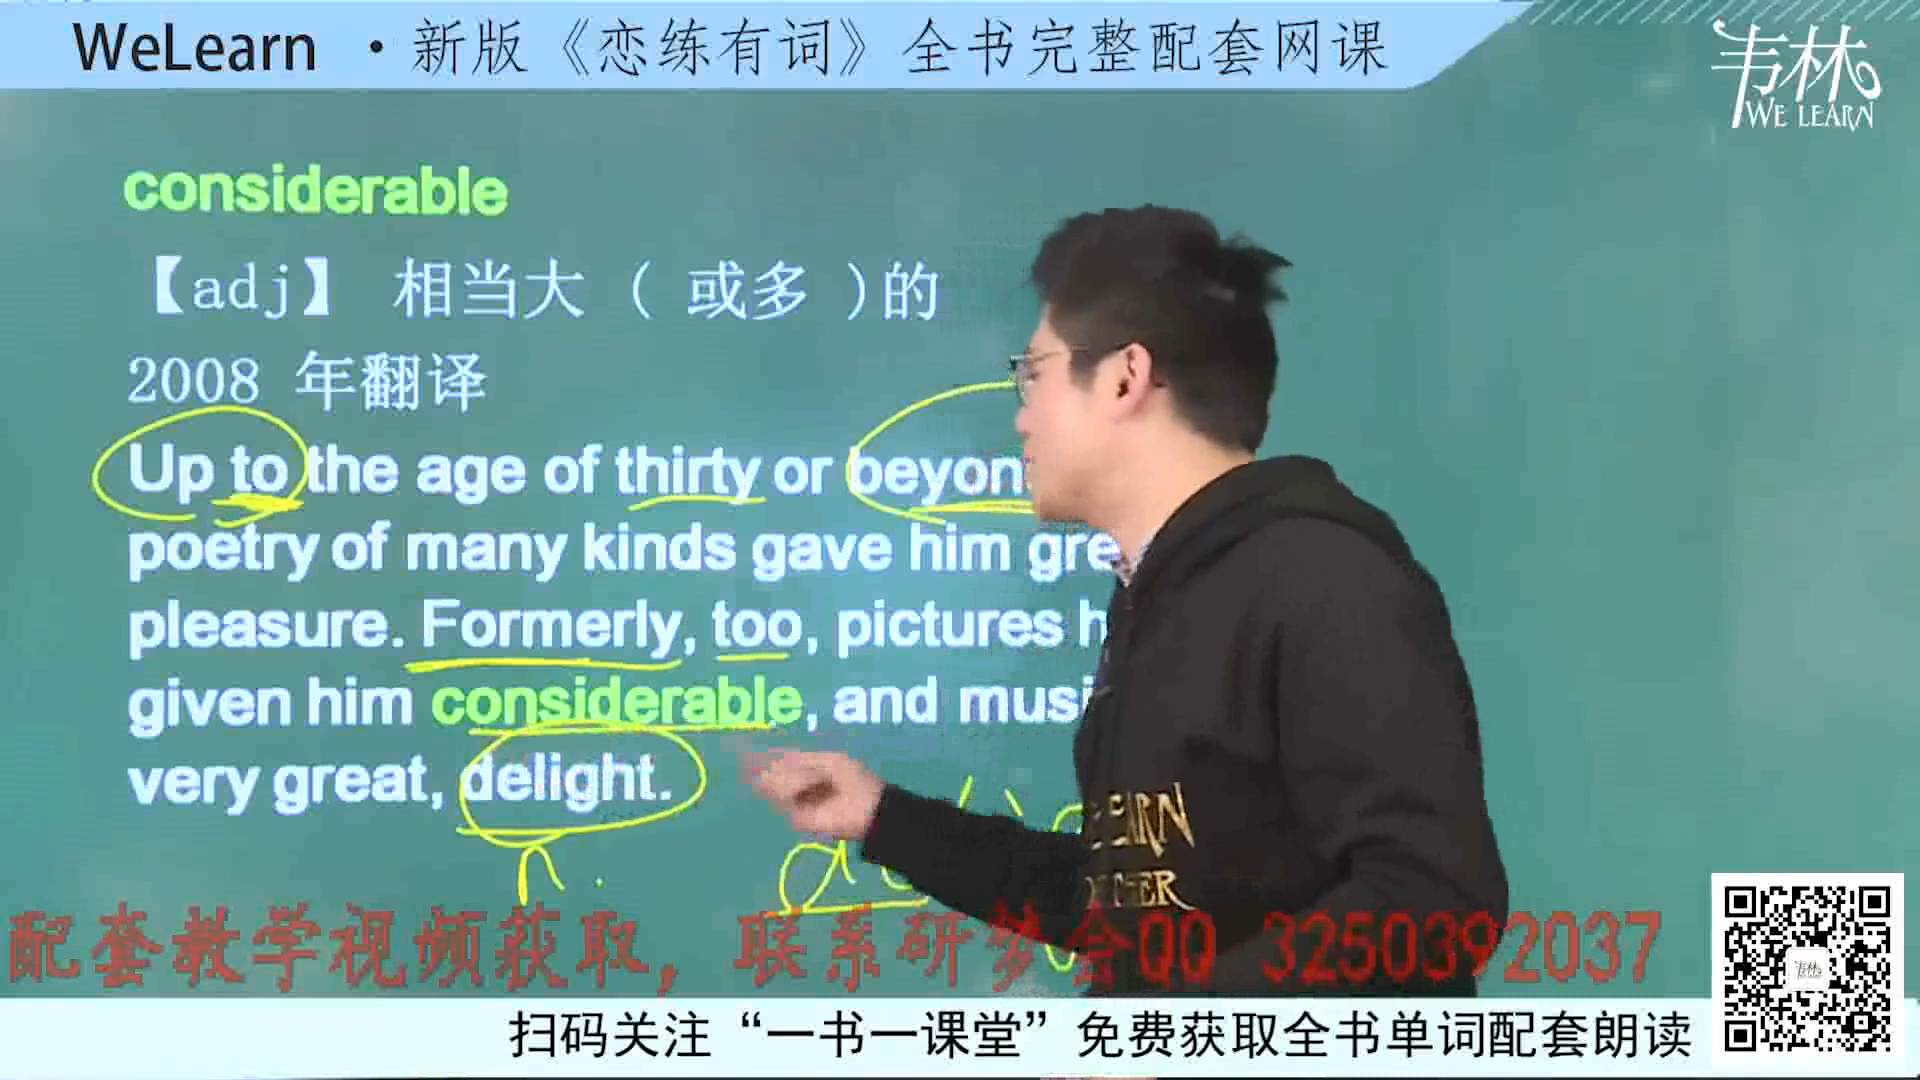 WeLearn ·新版《恋练有词》全书完整配套网课
韦林
WE LEARN
considerable
【adj】 相当大 ( 或多 )的
2008 年翻译
Up to the age of thirty or beyon
poetry of many kinds gave him gre
pleasure. Formerly, too, pictures h
given him considerable, and musi
very great, delight.
n.
配套教学视频获取，联系研梦会QQ 3250392037
扫码关注“一书一课堂”免费获取全书单词配套朗读